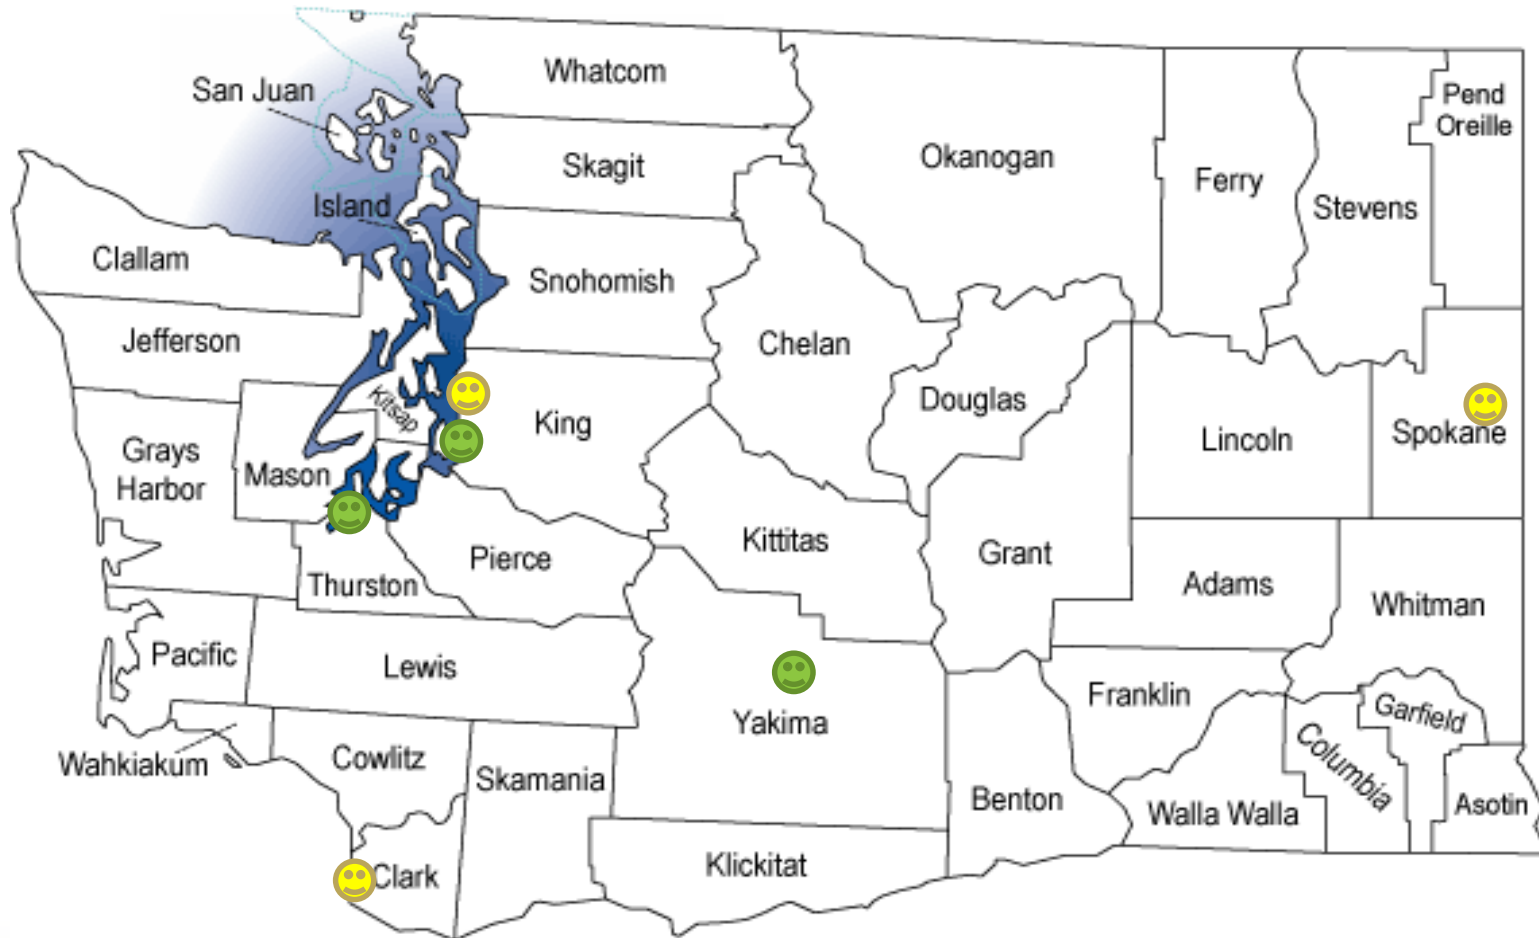 Whatcom
San Juan
Pend
Oreille
Skagit
Okanogan
Ferry
Stevens
Island
Clallam
Snohomish
Jefferson
Chelan
Kitsap
Douglas
King
Lincoln
Spokane
Grays
Harbor
Mason
Kittitas
Grant
Pierce
Thurston
Adams
Whitman
Pacific
Lewis
Yakima
Franklin
Garfield
Wahkiakum
Cowlitz
Skamania
Columbia
Benton
Walla Walla
Asotin
Clark
Klickitat